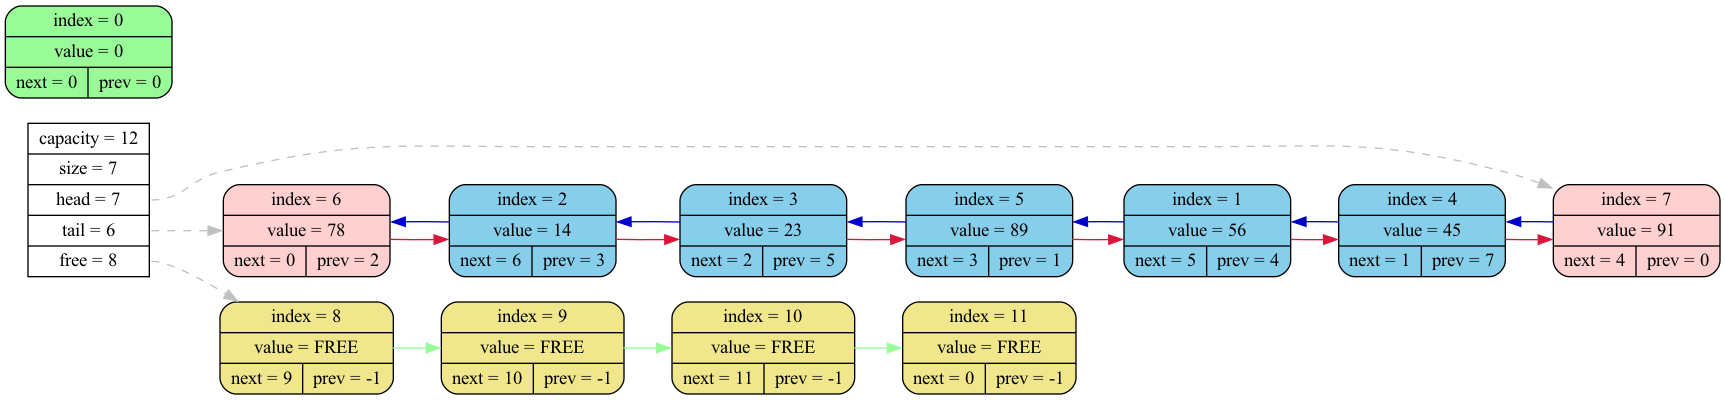 index = 0
value = 0
next = 0 prev = 0
capacity = 12
size = 7
head = 7
tail = 6
free = 8
index = 6
value = 78
next = 0 prev = 2
index = 2
value = 14
next = 6 prev = 3
index = 3
value = 23
next = 2 prev = 5
index = 5
value = 89
next = 3 prev = 1
index = 1
value = 56
next = 5 prev = 4
index = 4
value = 45
next = 1 prev = 7
index = 7
value = 91
next = 4 prev = 0
index = 8
value = FREE
next = 9 prev = -1
index = 9
value = FREE
next = 10 prev = -1
index = 10
value = FREE
next = 11 prev = -1
index = 11
value = FREE
next = 0 prev = -1